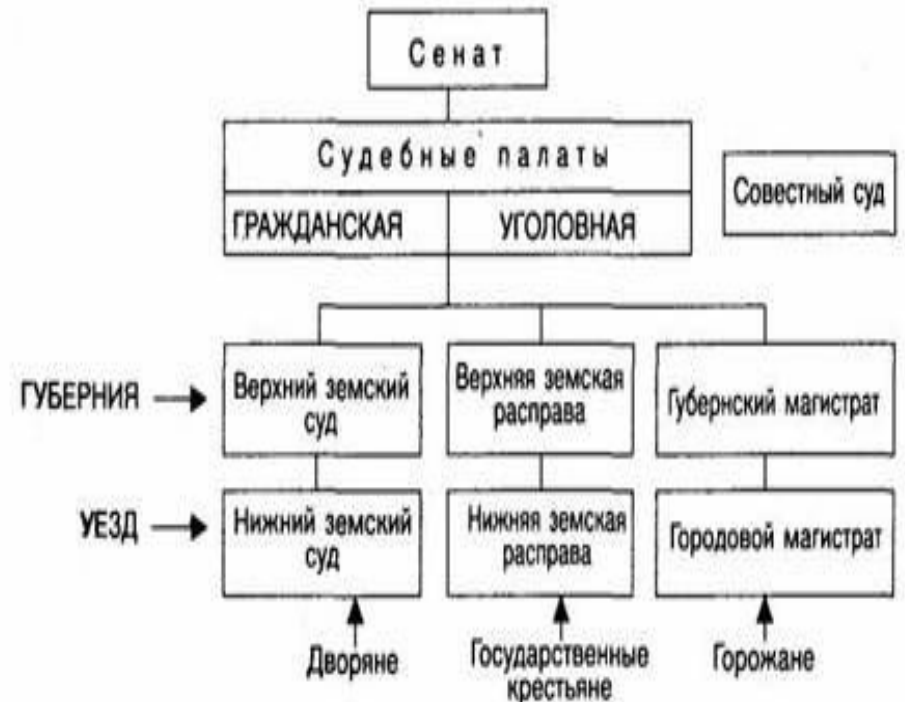 Сенат
Судебные палаты
ГРАЖДАНСКАЯ
УГОЛОВНАЯ
Совестный суд
ГУБЕРНИЯ
Верхний земский
суд
Верхняя земская
расправа
Губернский магистрат
УЕЗД
Нижний земский
суд
Нижняя земская
расправа
Городовой магистрат
Дворяне
Государственные
крестьяне
Горожане